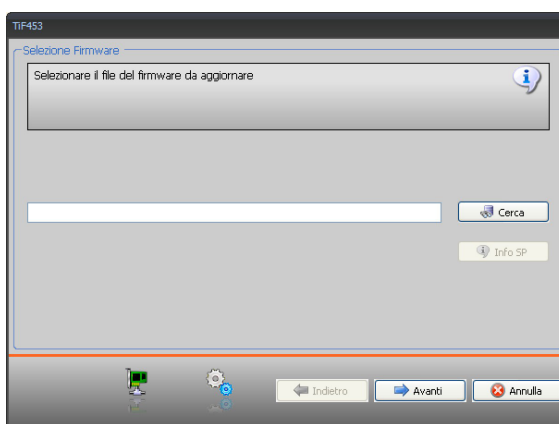 TiF453
Selezione Firmware
Selezionare il file del firmware da aggiornare
Cerca
Info SP
Indietro
Avanti
Annulla